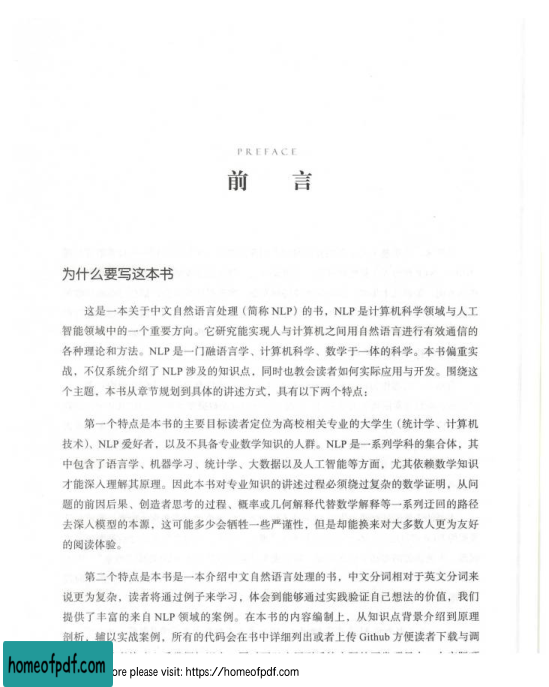 PREFACE
前 言
为什么要写这本书
这是一本关于中文自然语言处理（简称 NLP）的书，NLP 是计算机科学领域与人工
智能领域中的一个重要方向。它研究能实现人与计算机之间用自然语言进行有效通信的
各种理论和方法。NLP 是一门融语言学、计算机科学、数学于一体的科学。本书偏重实
战，不仅系统介绍了 NLP 涉及的知识点，同时也教会读者如何实际应用与开发。围绕这
个主题，本书从章节规划到具体的讲述方式，具有以下两个特点：
第一个特点是本书的主要目标读者定位为高校相关专业的大学生（统计学、计算机
技术）、NLP 爱好者，以及不具备专业数学知识的人群。NLP 是一系列学科的集合体，其
中包含了语言学、机器学习、统计学、大数据以及人工智能等方面，尤其依赖数学知识
才能深入理解其原理。因此本书对专业知识的讲述过程必须绕过复杂的数学证明，从问
题的前因后果、创造者思考的过程、概率或几何解释代替数学解释等一系列迂回的路径
去深入模型的本源，这可能多少会牺牲一些严谨性，但是却能换来对大多数人更为友好
的阅读体验。
第二个特点是本书是一本介绍中文自然语言处理的书，中文分词相对于英文分词来
说更为复杂，读者将通过例子来学习，体会到能够通过实践验证自己想法的价值，我们
提供了丰富的来自 NLP 领域的案例。在本书的内容编制上，从知识点背景介绍到原理
剖析，辅以实战案例，所有的代码会在书中详细列出或者上传 Github 方便读者下载与调
homeofpdf.com
ore please visit: https://homeofpdf.com
homeofpdf.com